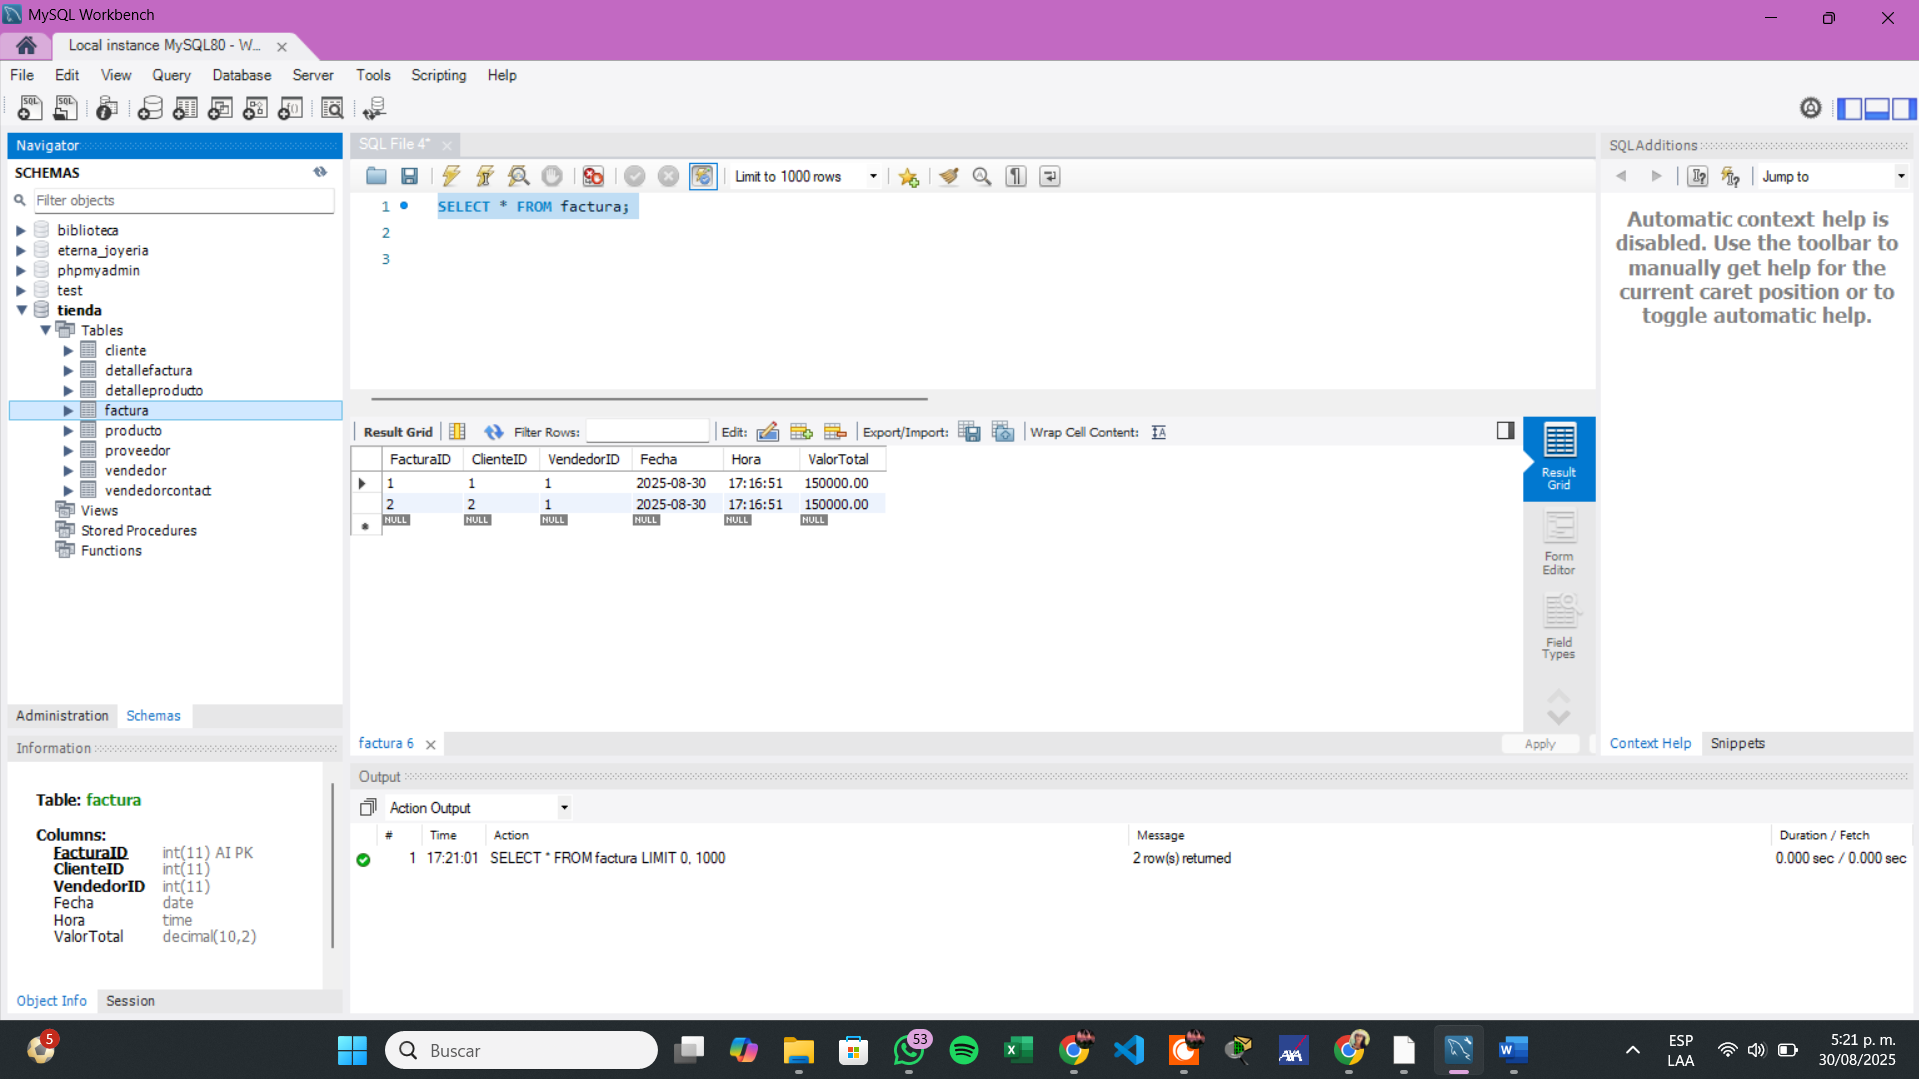 MySQL Workbench
Local instance MySQL80 - W...
File Edit View Query Database Server Tools Scripting Help
Navigator
SCHEMAS
Filter objects
biblioteca
eterna_joyeria
phpmyadmin
test
tienda
Tables
cliente
detallefactura
detalleproducto
factura
producto
proveedor
vendedor
vendedorcontact
Views
Stored Procedures
Functions
Administration Schemas
Information
Table: factura
Columns:
FacturaID int(11) AI PK
ClienteID int(11)
VendedorID int(11)
Fecha date
Hora time
ValorTotal decimal(10,2)
Object Info Session
SQL File 4*
Limit to 1000 rows
1 SELECT * FROM factura;
2
3
Result Grid Filter Rows: Edit: Export/Import: Wrap Cell Content:
FacturaID ClienteID VendedorID Fecha Hora ValorTotal
1 1 1 2025-08-30 17:16:51 150000.00
2 2 1 2025-08-30 17:16:51 150000.00
NULL NULL NULL NULL NULL NULL
Result
Grid
Form
Editor
Field
Types
factura 6
Apply
Output
Action Output
# Time Action Message Duration / Fetch
1 17:21:01 SELECT * FROM factura LIMIT 0, 1000 2 row(s) returned 0.000 sec / 0.000 sec
SQLAdditions
Jump to
Automatic context help is
disabled. Use the toolbar to
manually get help for the
current caret position or to
toggle automatic help.
Context Help Snippets
5
Buscar
53
AXA
ESP
LAA
5:21 p. m.
30/08/2025